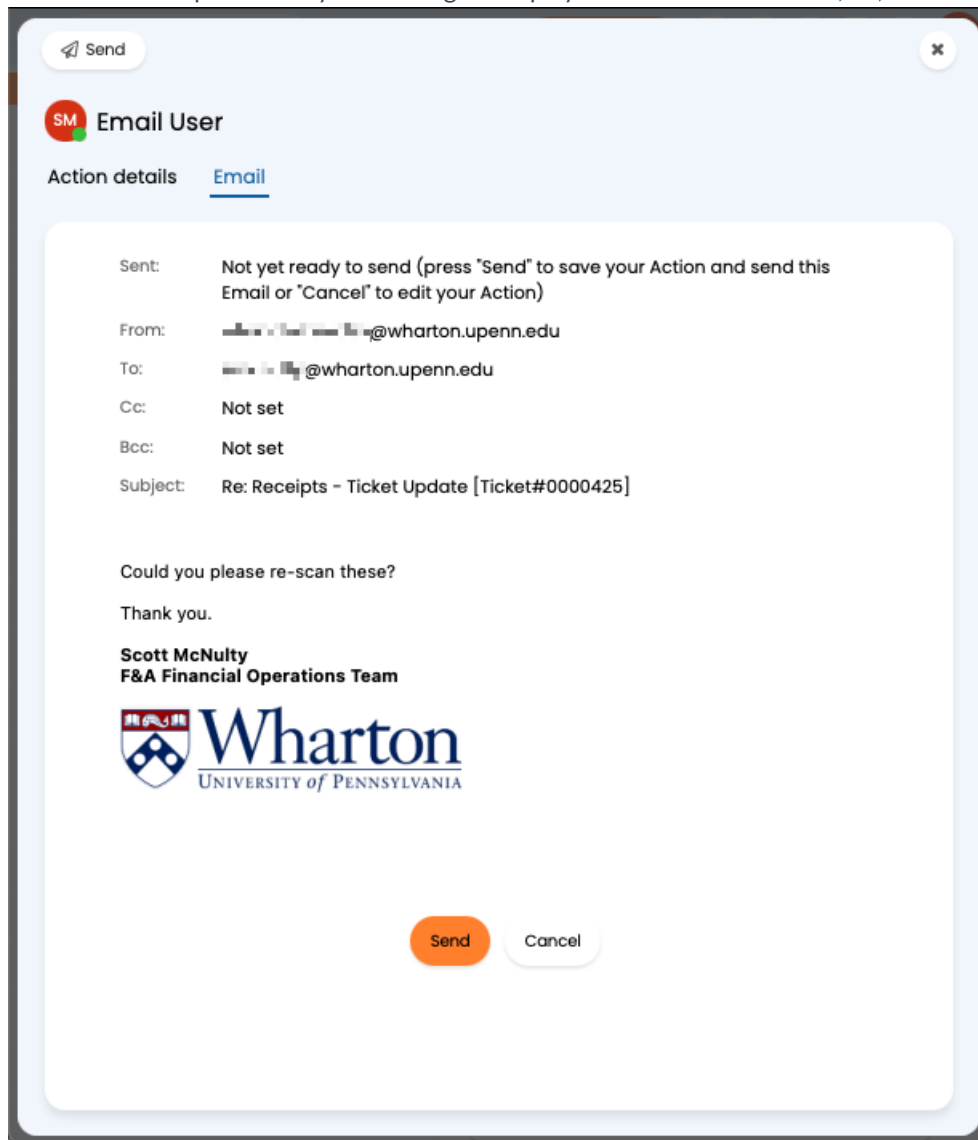 Send
SM Email User
Action details Email
Sent: Not yet ready to send (press "Send" to save your Action and send this
Email or "Cancel" to edit your Action)
From: @wharton.upenn.edu
To: @wharton.upenn.edu
Cc: Not set
Bcc: Not set
Subject: Re: Receipts - Ticket Update [Ticket#0000425]
Could you please re-scan these?
Thank you.
Scott McNulty
F&A Financial Operations Team
Wharton
UNIVERSITY of PENNSYLVANIA
Send Cancel